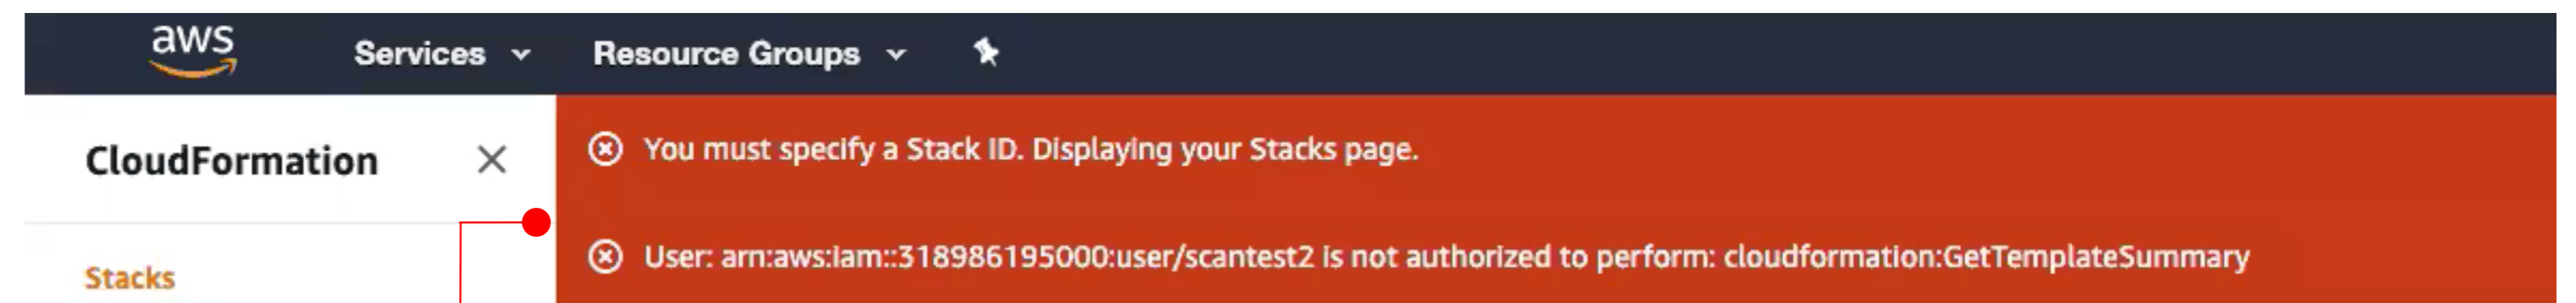 aws Services Resource Groups
CloudFormation
You must specify a Stack ID. Displaying your Stacks page.
User: arn:aws:iam::318986195000:user/scantest2 is not authorized to perform: cloudformation:GetTemplateSummary
Stacks